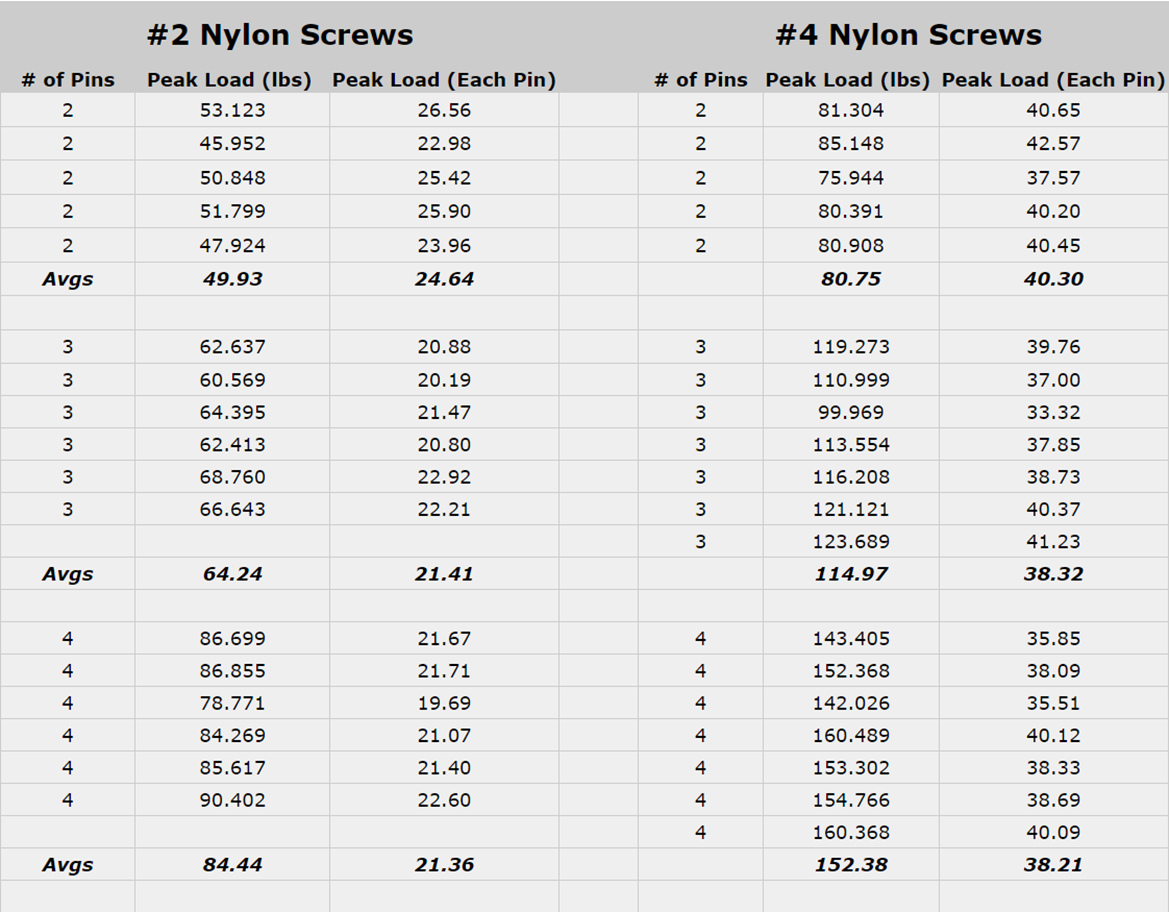 #2 Nylon Screws #4 Nylon Screws
# of Pins Peak Load (lbs) Peak Load (Each Pin) # of Pins Peak Load (lbs) Peak Load (Each Pin)
2 53.123 26.56 2 81.304 40.65
2 45.952 22.98 2 85.148 42.57
2 50.848 25.42 2 75.944 37.57
2 51.799 25.90 2 80.391 40.20
2 47.924 23.96 2 80.908 40.45
Avgs 49.93 24.64 80.75 40.30
3 62.637 20.88 3 119.273 39.76
3 60.569 20.19 3 110.999 37.00
3 64.395 21.47 3 99.969 33.32
3 62.413 20.80 3 113.554 37.85
3 68.760 22.92 3 116.208 38.73
3 66.643 22.21 3 121.121 40.37
3 123.689 41.23
Avgs 64.24 21.41 114.97 38.32
4 86.699 21.67 4 143.405 35.85
4 86.855 21.71 4 152.368 38.09
4 78.771 19.69 4 142.026 35.51
4 84.269 21.07 4 160.489 40.12
4 85.617 21.40 4 153.302 38.33
4 90.402 22.60 4 154.766 38.69
4 160.368 40.09
Avgs 84.44 21.36 152.38 38.21